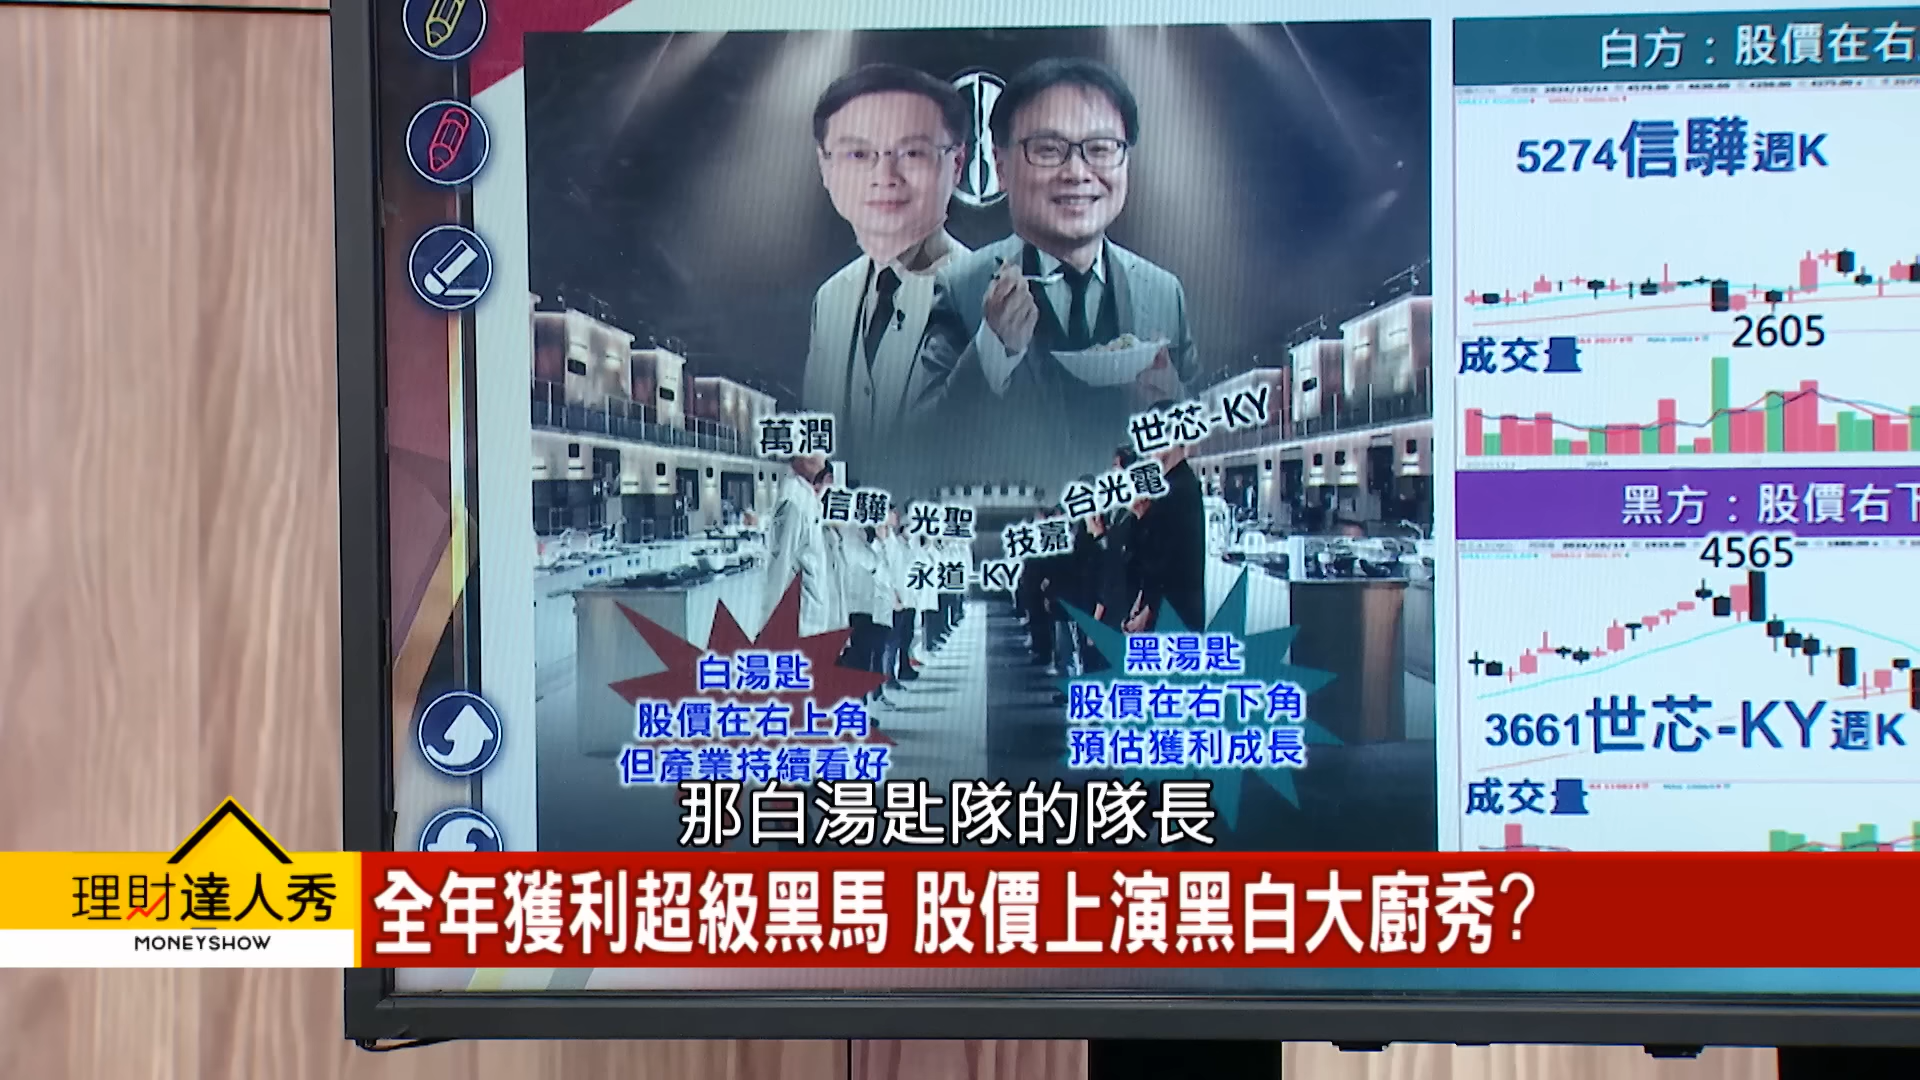 白方：股價在右
5274信驊週K
2605
成交量
黑方：股價右下
4565
3661世芯-KY週K
成交量
萬潤
信驊
光聖
永道-KY
技嘉
台光電
世芯-KY
白湯匙
股價在右上角
但產業持續看好
黑湯匙
股價在右下角
預估獲利成長
那白湯匙隊的隊長
理財達人秀
MONEYSHOW
全年獲利超級黑馬 股價上演黑白大廚秀?